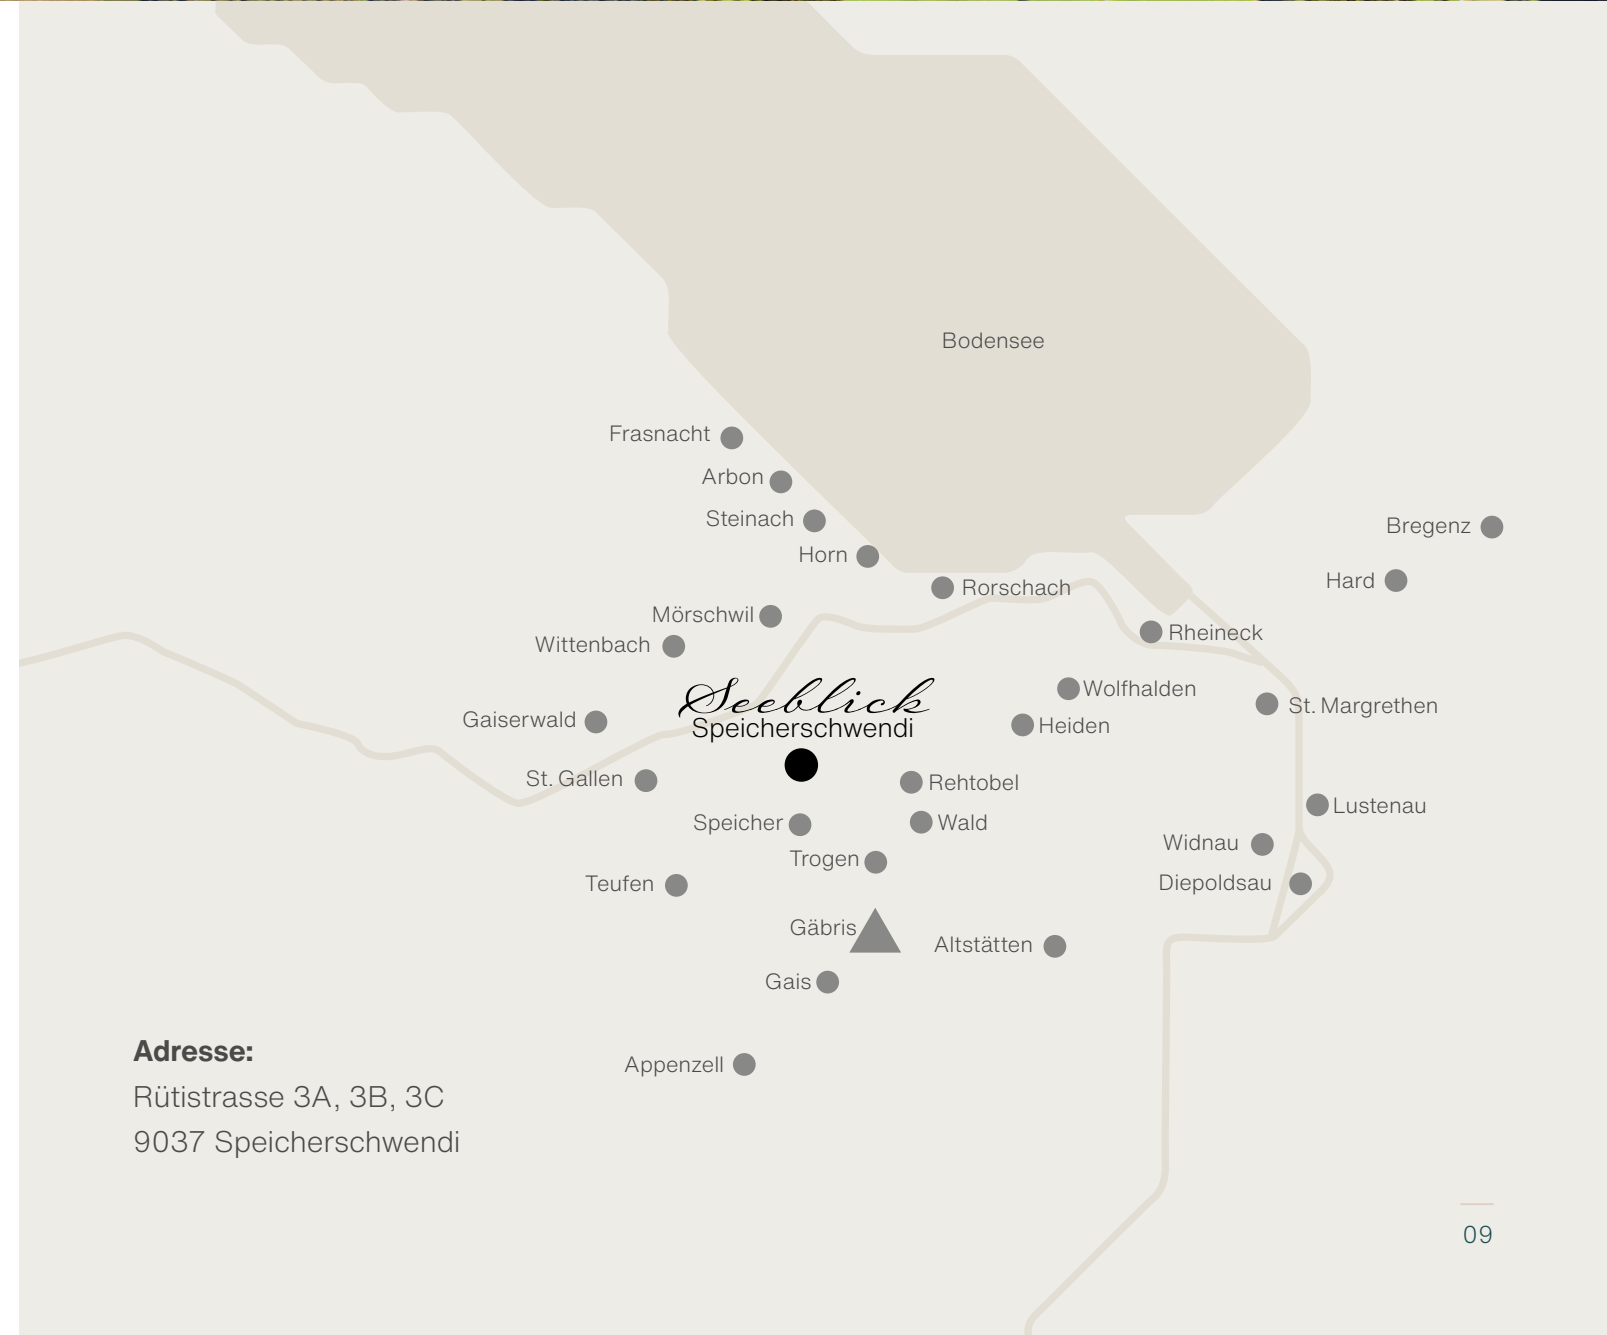 Bodensee
Frasnacht
Arbon
Steinach
Bregenz
Horn
Hard
Rorschach
Mörschwil
Rheineck
Wittenbach
Seeblick
Wolfhalden
St. Margrethen
Gaiserwald
Speicherschwendi
Heiden
St. Gallen
Rehtobel
Lustenau
Speicher
Wald
Widnau
Trogen
Teufen
Diepoldsau
Gäbris
Altstätten
Gais
Appenzell
Adresse:
Rütistrasse 3A, 3B, 3C
9037 Speicherschwendi
09